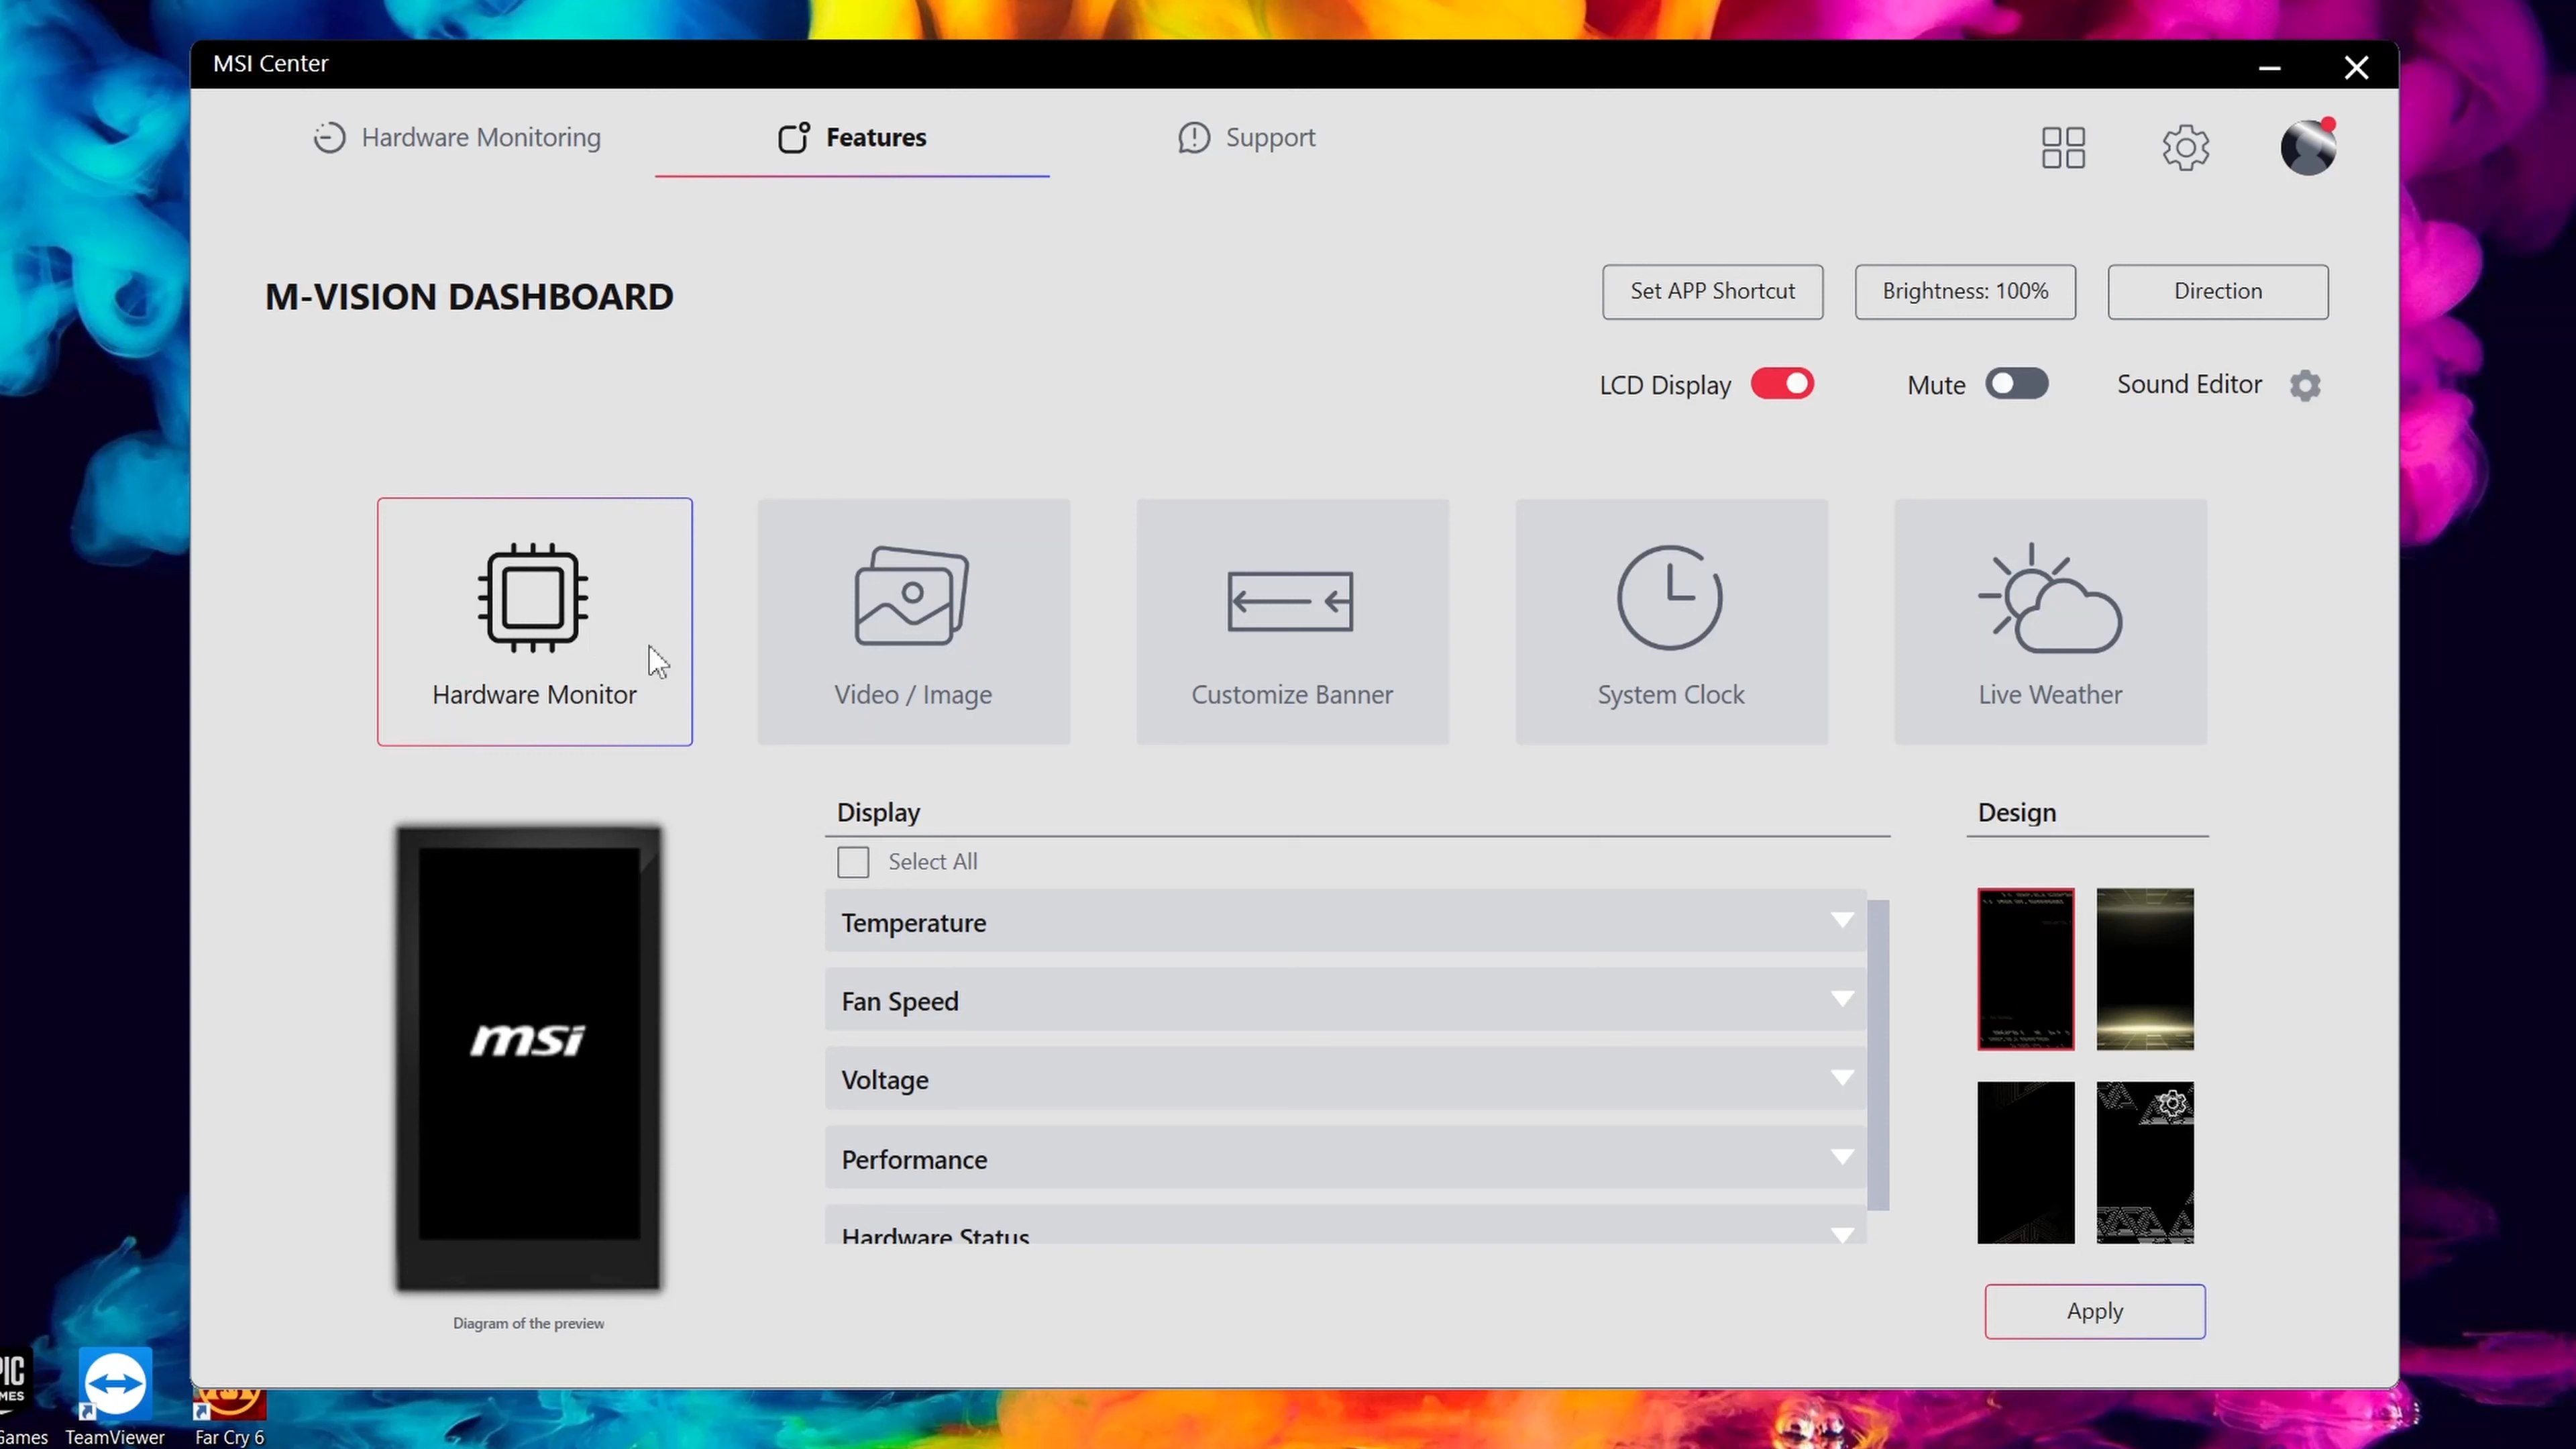 MSI Center
Hardware Monitoring
Features
Support
M-VISION DASHBOARD
Set APP Shortcut
Brightness: 100%
Direction
LCD Display
Mute
Sound Editor
Hardware Monitor
Video / Image
Customize Banner
System Clock
Live Weather
Display
Design
Select All
Temperature
Fan Speed
Voltage
Performance
Hardware Status
msi
Diagram of the preview
Apply
Games
TeamViewer
Far Cry 6